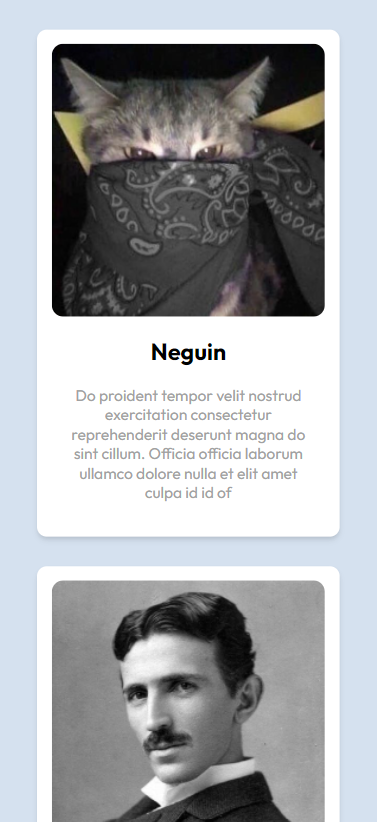 Neguin
Do proident tempor velit nostrud
exercitation consectetur
reprehenderit deserunt magna do
sint cillum. Officia officia laborum
ullamco dolore nulla et elit amet
culpa id id of